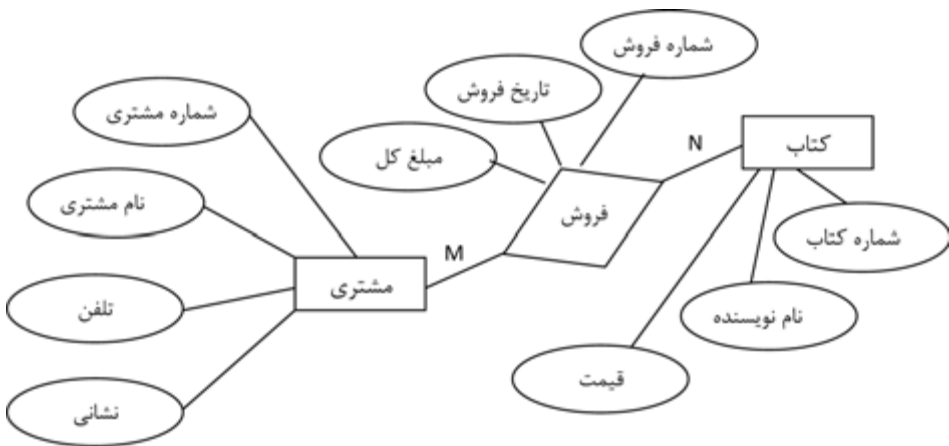 شماره فروش
تاریخ فروش
مبلغ کل
شماره مشتری
نام مشتری
تلفن
نشانی
مشتری
M
فروش
N
کتاب
شماره کتاب
نام نویسنده
قیمت